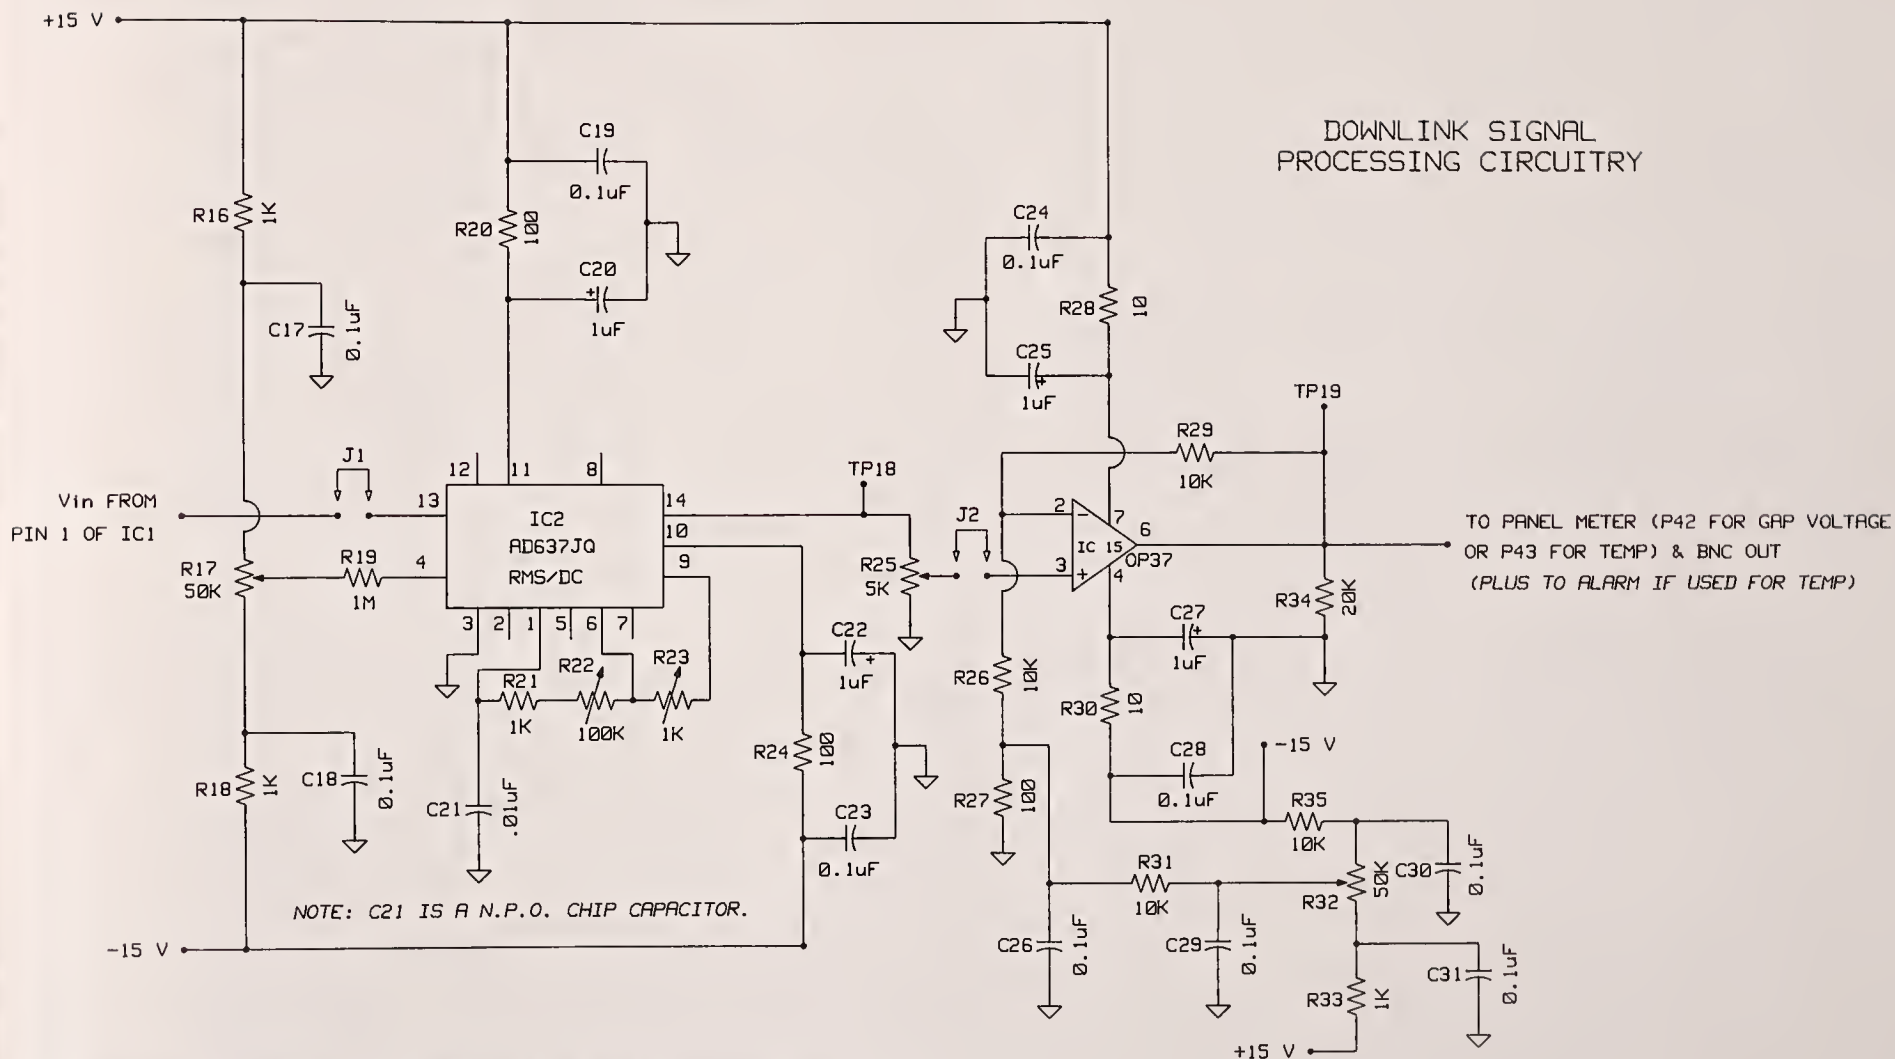 +15 V
DOWNLINK SIGNAL
PROCESSING CIRCUITRY
C19
0.1uF
R16
1K
R20
100
C20
+
1uF
C24
0.1uF
R28
10
C17
0.1uF
C25
+
1uF
TP19
R29
10K
J1
12
11
8
TP18
Vin FROM
PIN 1 OF IC1
13
14
IC2
AD637JQ
RMS/DC
10
9
4
J2
2
-
7
6
IC 15
OP37
3
+
4
TO PANEL METER (P42 FOR GAP VOLTAGE
OR P43 FOR TEMP) & BNC OUT
(PLUS TO ALARM IF USED FOR TEMP)
R17
50K
R19
1M
R25
5K
R34
20K
3
2
1
5
6
7
C22
+
1uF
C27
+
1uF
R21
1K
R22
100K
R23
1K
R26
10K
R30
10
R24
100
-15 V
R18
1K
C18
0.1uF
C21
.01uF
C23
0.1uF
R27
100
C28
0.1uF
R35
10K
R31
10K
50K
R32
C30
0.1uF
NOTE: C21 IS A N.P.O. CHIP CAPACITOR.
-15 V
C26
0.1uF
C29
0.1uF
R33
1K
C31
0.1uF
+15 V